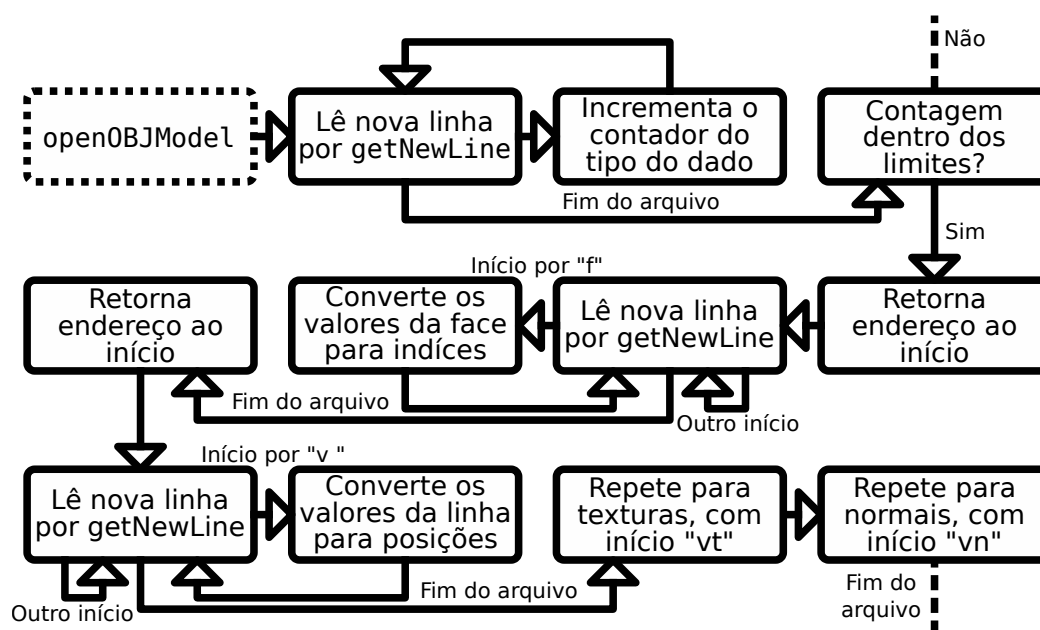 Não
openOBJModel
Lê nova linha
por getNewLine
Incrementa o
contador do
tipo do dado
Contagem
dentro dos
limites?
Fim do arquivo
Sim
Início por "f"
Retorna
endereço ao
início
Converte os
valores da face
para indíces
Lê nova linha
por getNewLine
Retorna
endereço ao
início
Fim do arquivo
Outro início
Início por "v "
Lê nova linha
por getNewLine
Converte os
valores da linha
para posições
Repete para
texturas, com
início "vt"
Repete para
normais, com
início "vn"
Outro início
Fim do arquivo
Fim do
arquivo